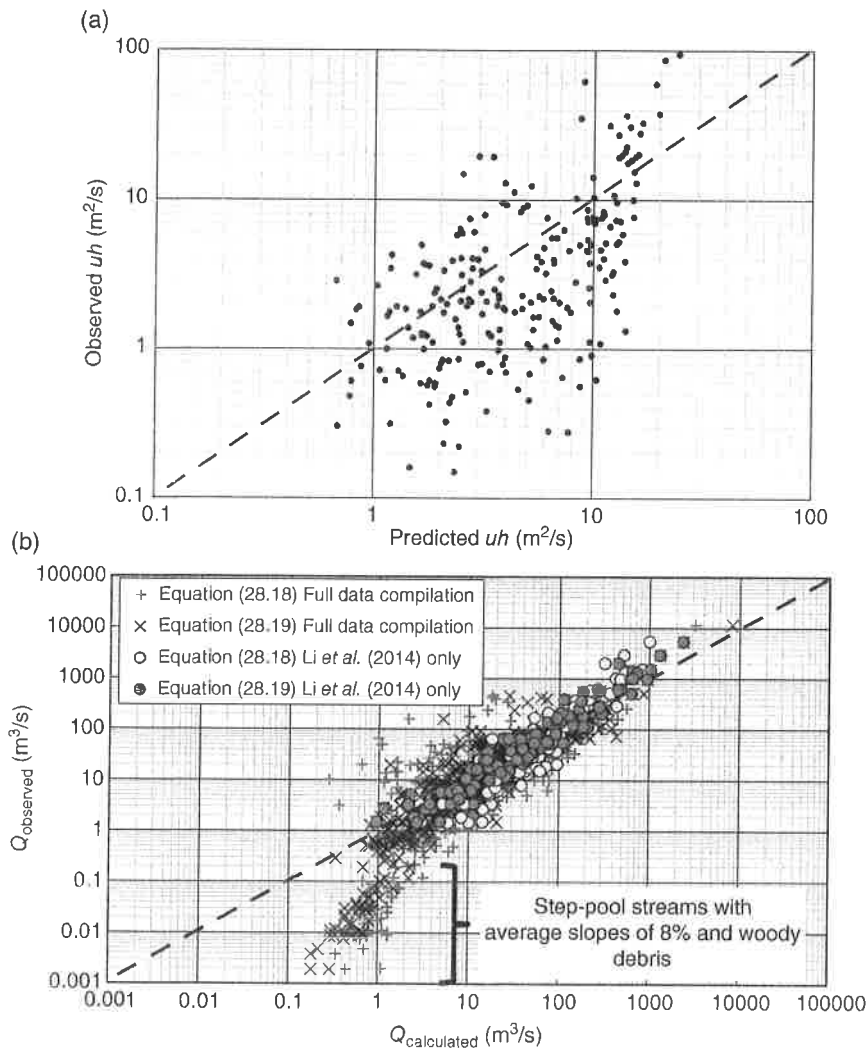 (a)
100
10
1
0.1
Observed uh (m²/s)
0.1 1 10 100
Predicted uh (m²/s)
(b)
100000
10000
1000
100
10
1
0.1
0.01
0.001
Qobserved (m³/s)
+ Equation (28.18) Full data compilation
× Equation (28.19) Full data compilation
Equation (28.18) Li et al. (2014) only
Equation (28.19) Li et al. (2014) only
Step-pool streams with
average slopes of 8% and woody
debris
0.001 0.01 0.1 1 10 100 1000 10000 100000
Qcalculated (m³/s)